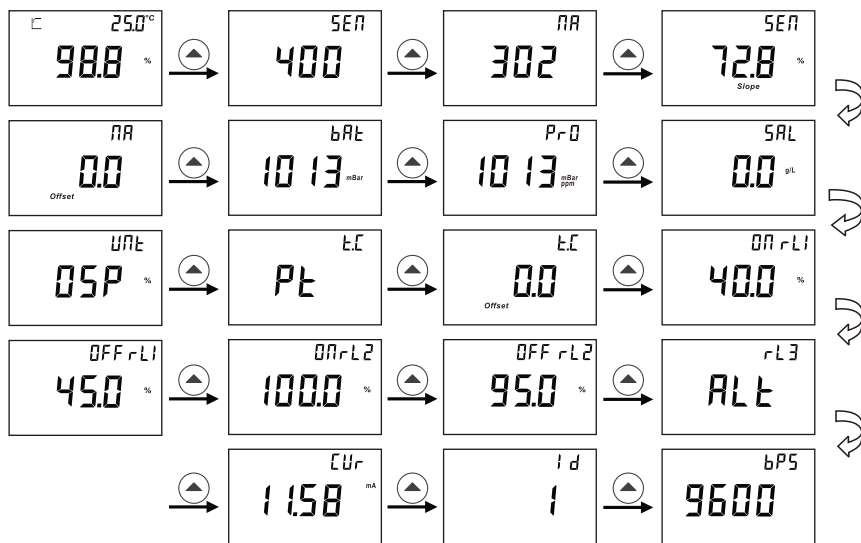 25.0°C
98.8 %
SEN
400
NA
302
SEN
72.8 %
Slope
NA
0.0
Offset
bAt
1013 mBar
PrO
1013 mBar ppm
SAL
0.0 g/L
UNt
OSP %
t.C
Pt
t.C
0.0
Offset
ON rL1
40.0 %
OFF rL1
45.0 %
ON rL2
100.0 %
OFF rL2
95.0 %
rL3
ALt
CUr
11.58 mA
Id
1
bPS
9600